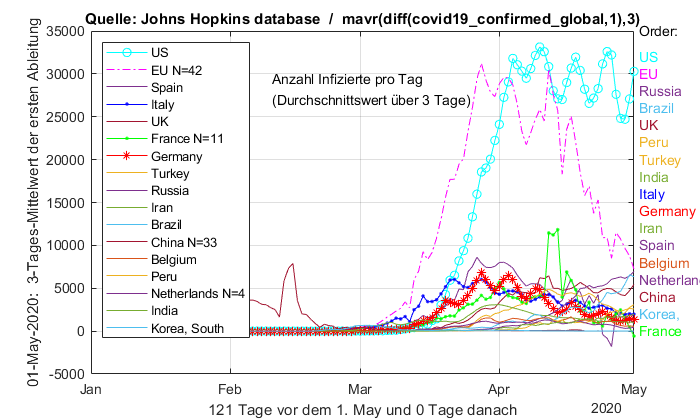 Quelle: Johns Hopkins database / mavr(diff(covid19_confirmed_global,1),3)
Order:
01-May-2020: 3-Tages-Mittelwert der ersten Ableitung
35000
30000
25000
20000
15000
10000
5000
0
-5000
US
EU N=42
Spain
Italy
UK
France N=11
Germany
Turkey
Russia
Iran
Brazil
China N=33
Belgium
Peru
Netherlands N=4
India
Korea, South
Anzahl Infizierte pro Tag
(Durchschnittswert über 3 Tage)
US
EU
Russia
Brazil
UK
Peru
Turkey
India
Italy
Germany
Iran
Spain
Belgium
Netherland
China
Korea,
France
Jan
Feb
Mar
Apr
May
2020
121 Tage vor dem 1. May und 0 Tage danach